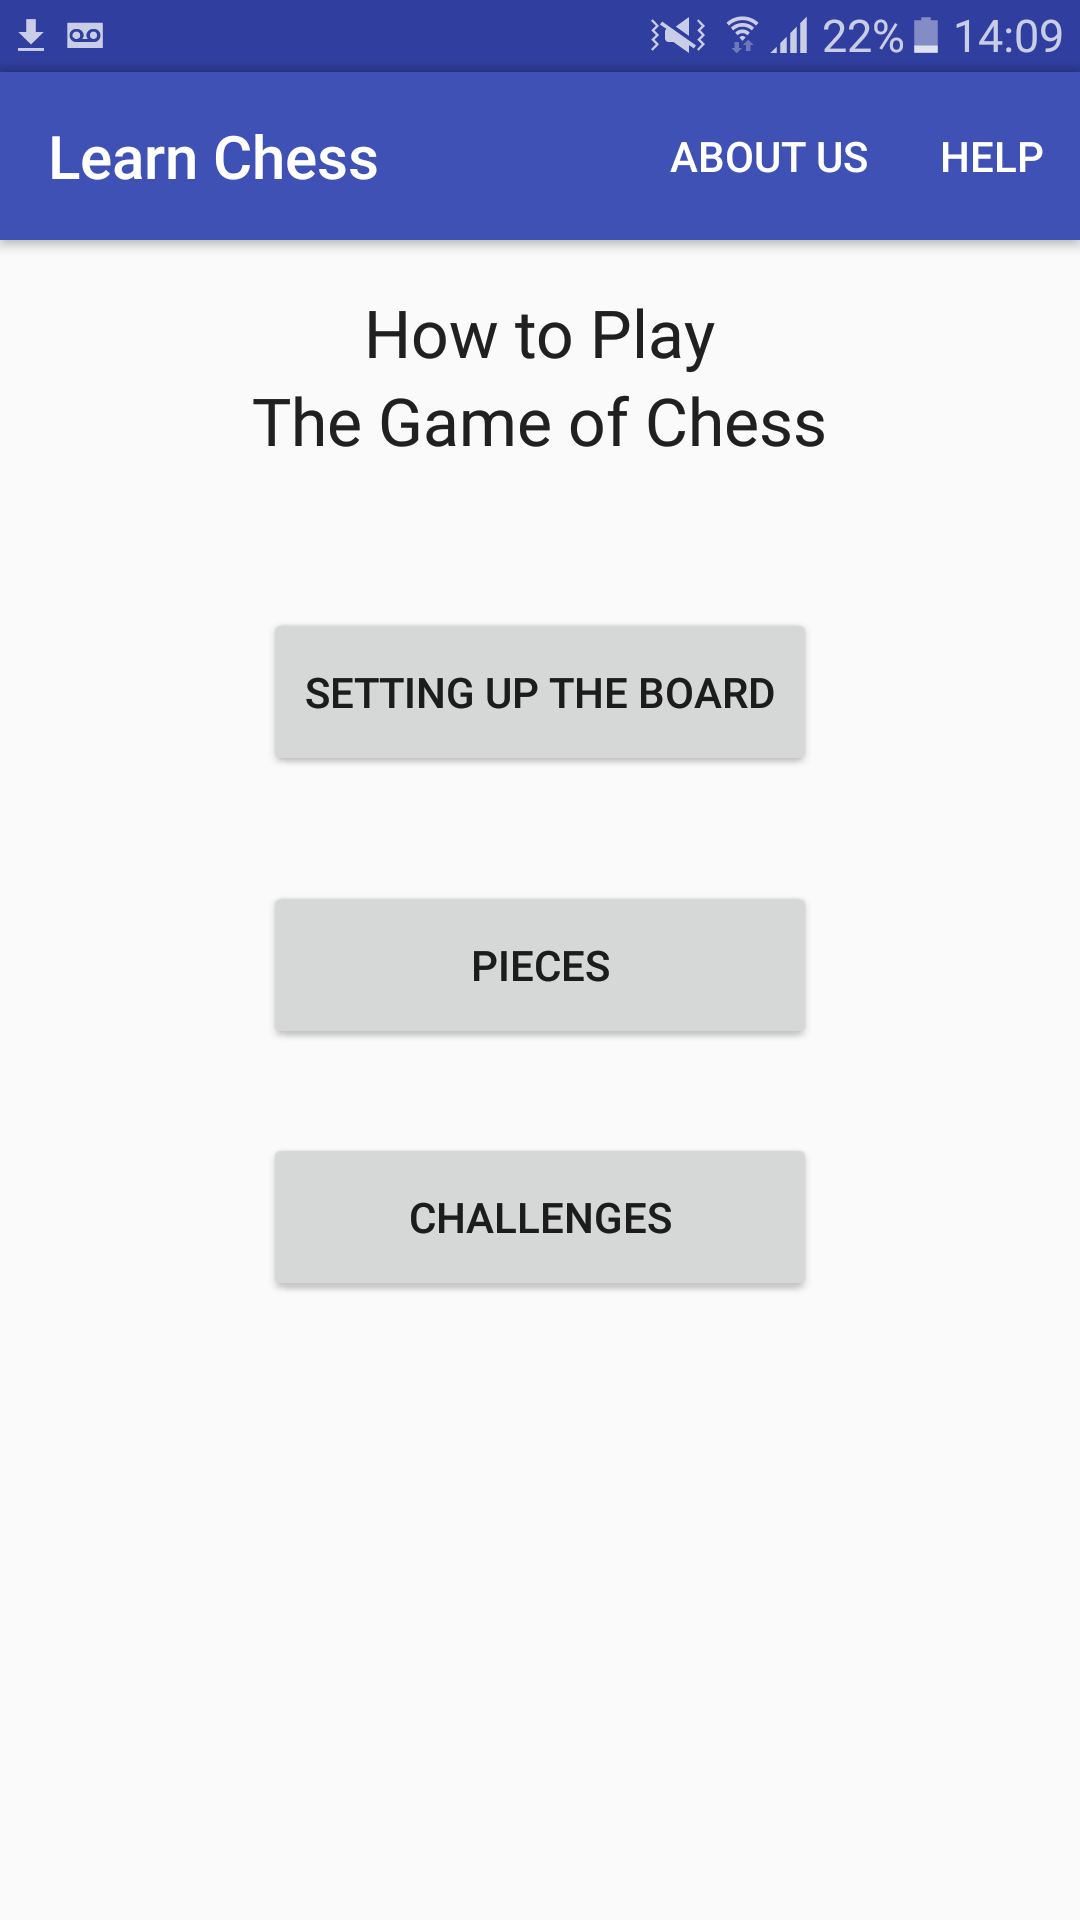 22% 14:09
Learn Chess ABOUT US HELP
How to Play
The Game of Chess
SETTING UP THE BOARD
PIECES
CHALLENGES